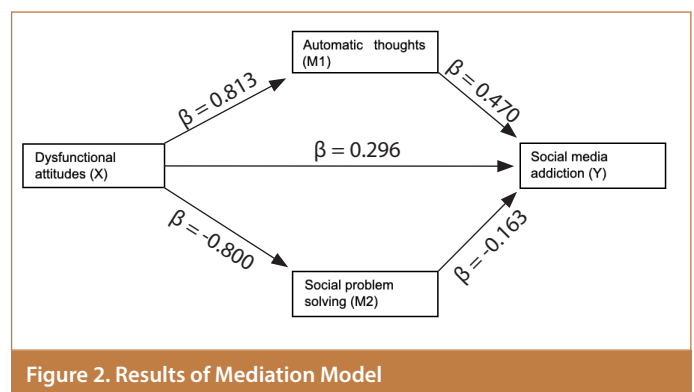 Automatic thoughts
(M1)
β = 0.813
β = 0.470
Dysfunctional
attitudes (X)
β = 0.296
Social media
addiction (Y)
β = -0.800
β = -0.163
Social problem
solving (M2)
Figure 2. Results of Mediation Model